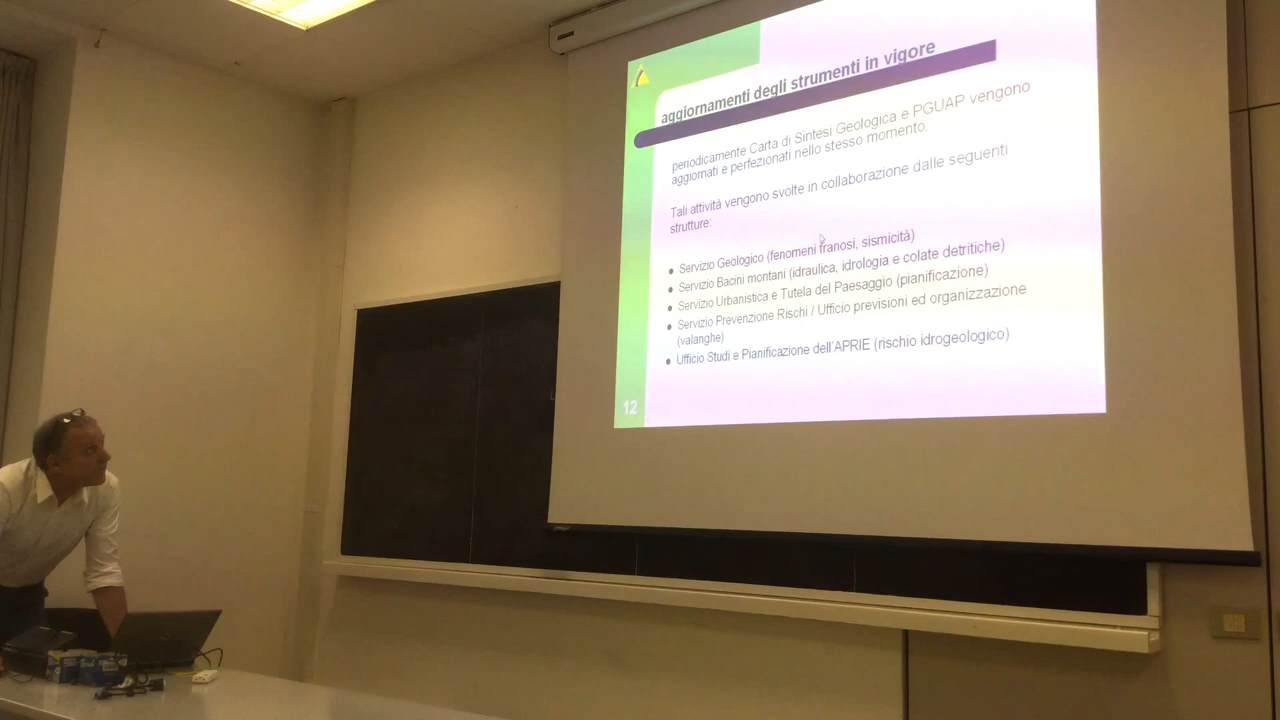 aggiornamenti degli strumenti in vigore
periodicamente Carta di Sintesi Geologica e PGUAP vengono
aggiornati e perfezionati nello stesso momento.
Tali attività vengono svolte in collaborazione dalle seguenti
strutture:
● Servizio Geologico (fenomeni franosi, sismicità)
● Servizio Bacini montani (idraulica, idrologia e colate detritiche)
● Servizio Urbanistica e Tutela del Paesaggio (pianificazione)
● Servizio Prevenzione Rischi / Ufficio previsioni ed organizzazione
(valanghe)
● Ufficio Studi e Pianificazione dell'APRIE (rischio idrogeologico)
12